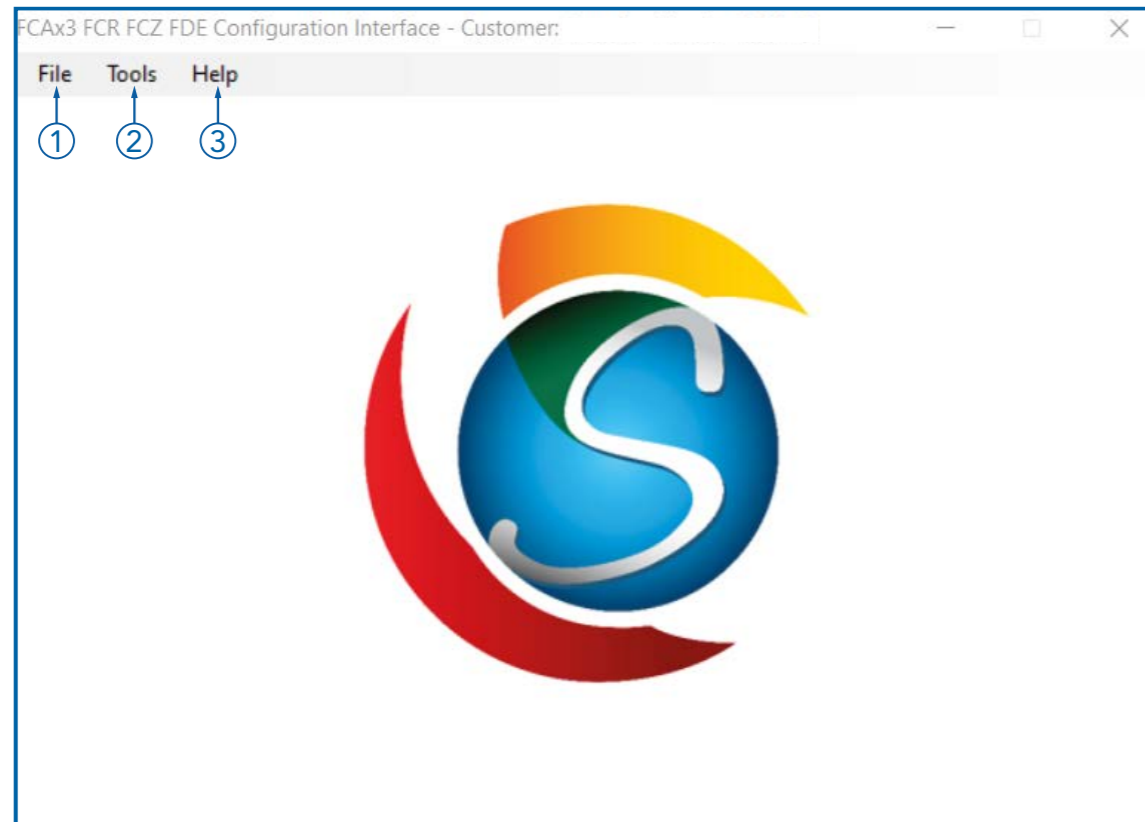 FCAx3 FCR FCZ FDE Configuration Interface - Customer:
File Tools Help
1 2 3
S